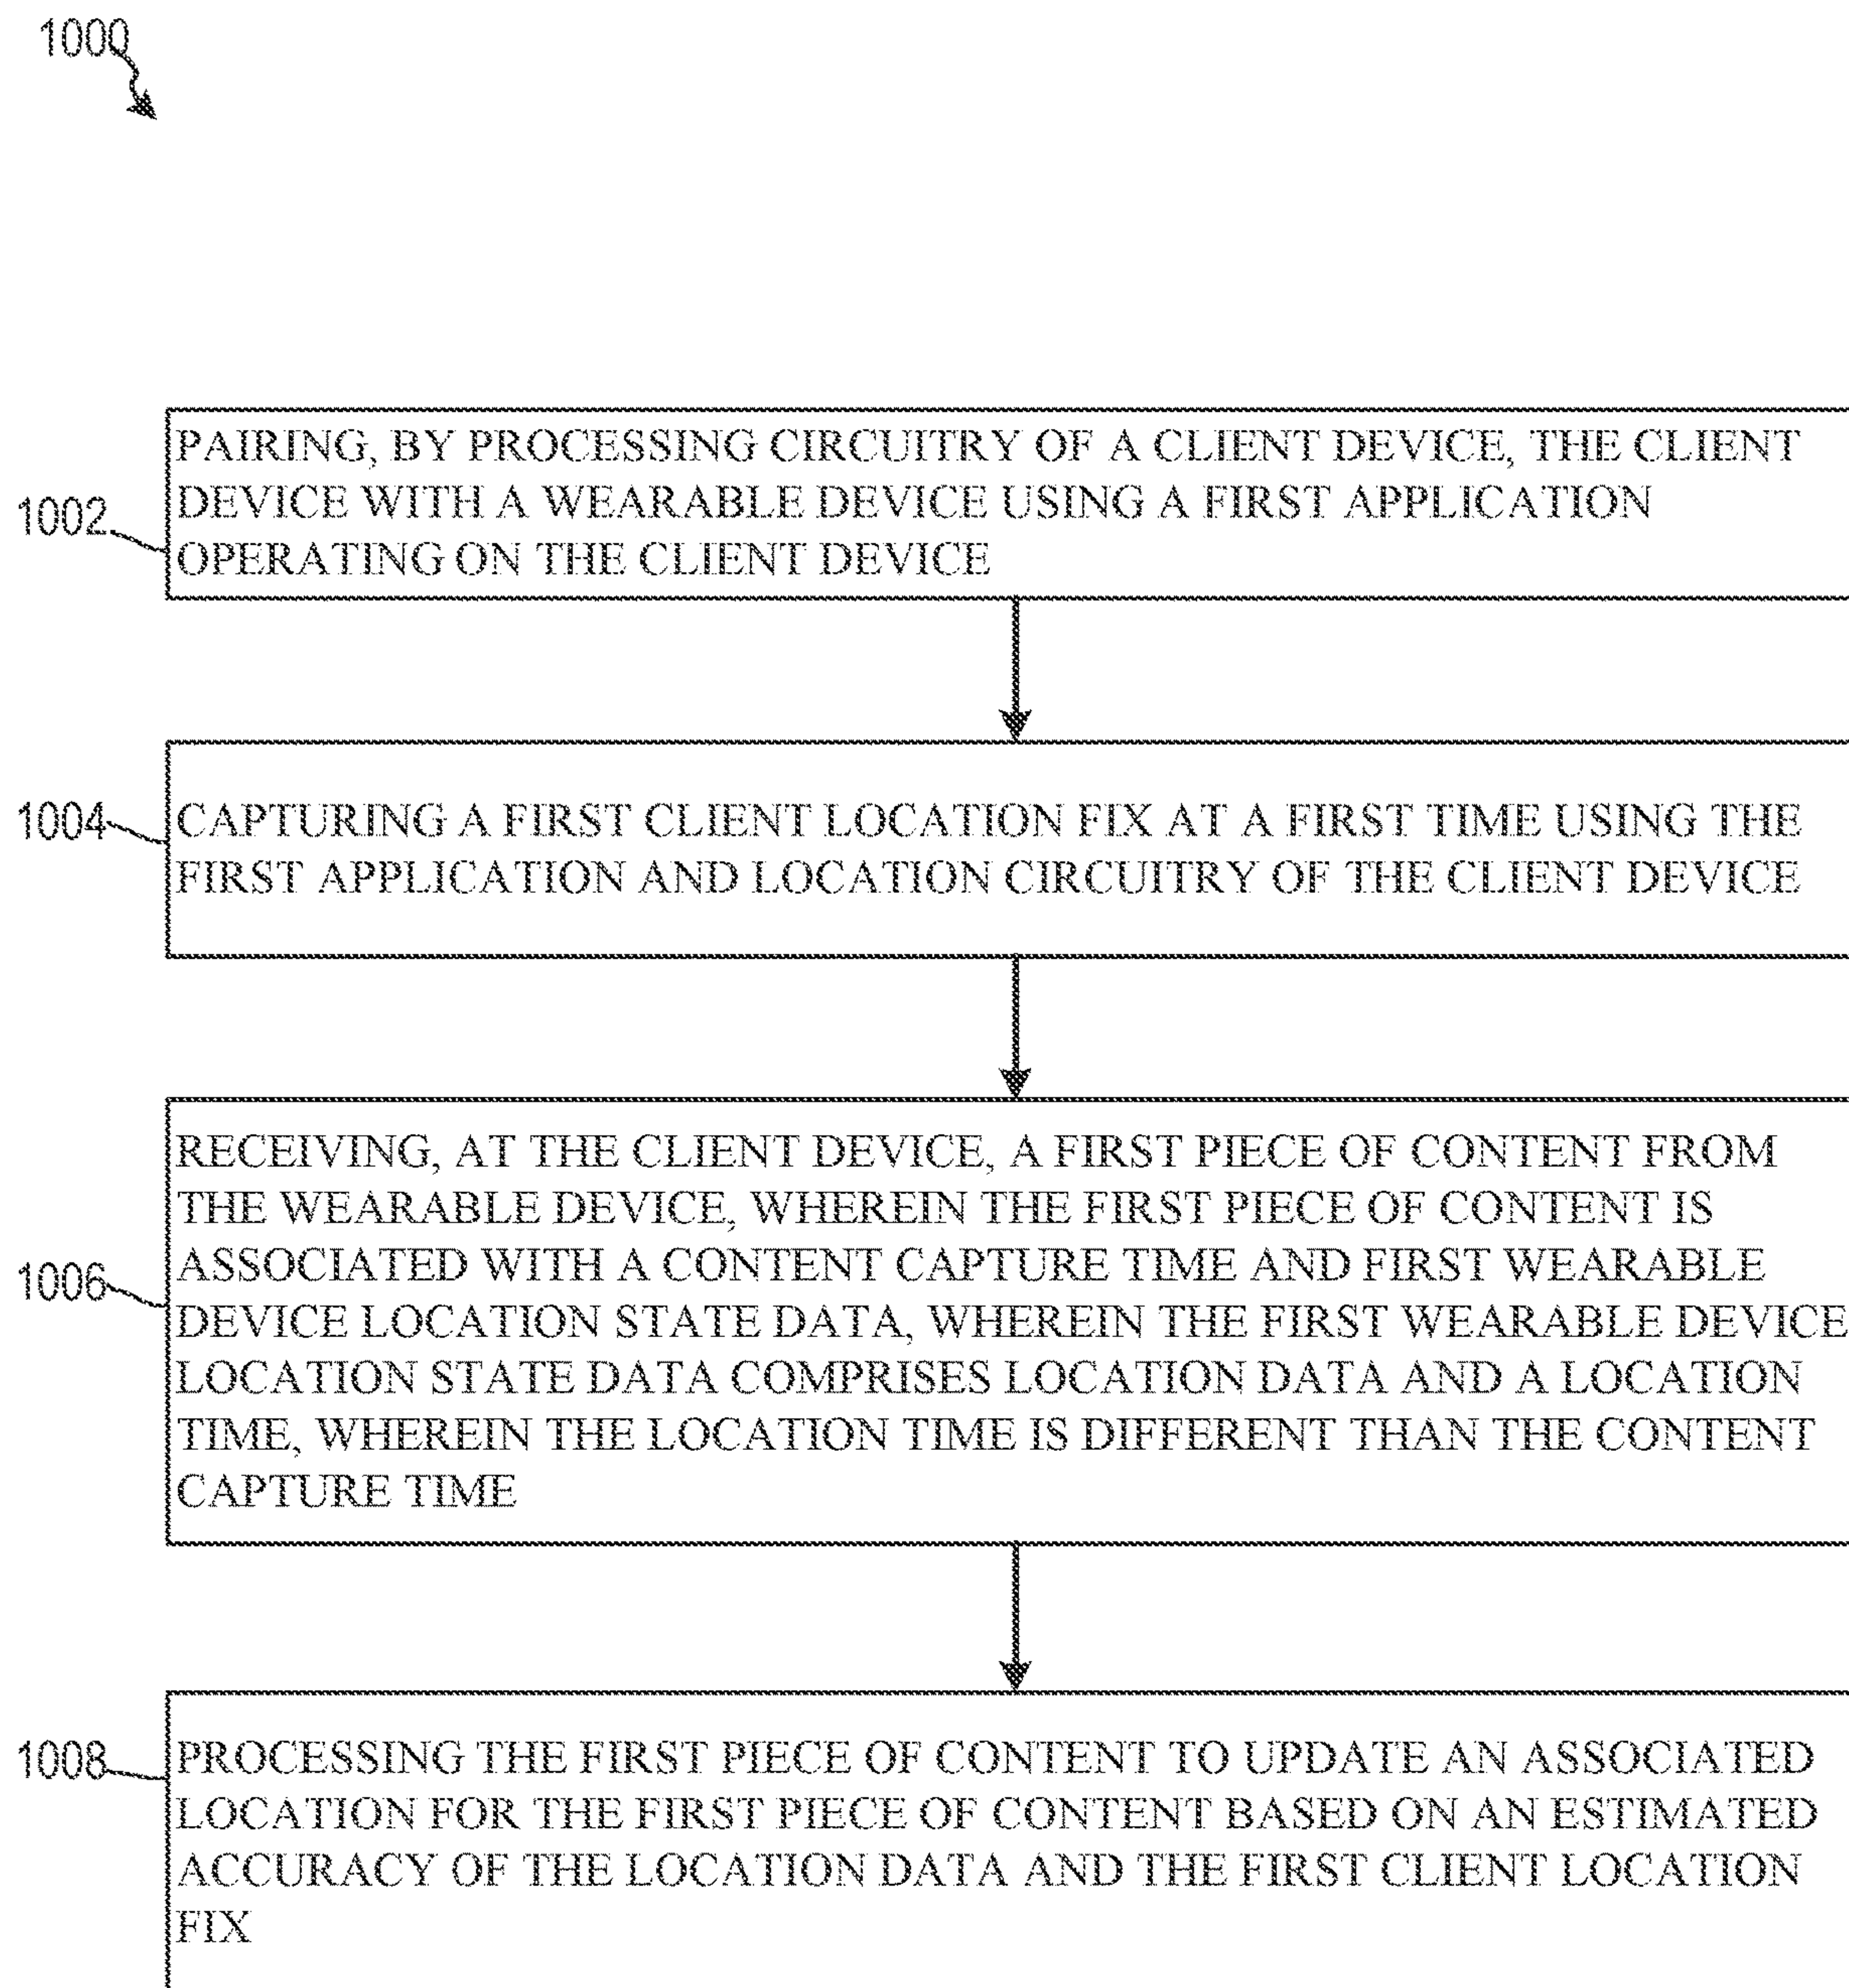 1000
PAIRING, BY PROCESSING CIRCUITRY OF A CLIENT DEVICE, THE CLIENT
DEVICE WITH A WEARABLE DEVICE USING A FIRST APPLICATION
OPERATING ON THE CLIENT DEVICE
1002
1004
CAPTURING A FIRST CLIENT LOCATION FIX AT A FIRST TIME USING THE
FIRST APPLICATION AND LOCATION CIRCUITRY OF THE CLIENT DEVICE
RECEIVING, AT THE CLIENT DEVICE, A FIRST PIECE OF CONTENT FROM
THE WEARABLE DEVICE, WHEREIN THE FIRST PIECE OF CONTENT IS
ASSOCIATED WITH A CONTENT CAPTURE TIME AND FIRST WEARABLE
1006
DEVICE LOCATION STATE DATA, WHEREIN THE FIRST WEARABLE DEVICE
LOCATION STATE DATA COMPRISES LOCATION DATA AND A LOCATION
TIME, WHEREIN THE LOCATION TIME IS DIFFERENT THAN THE CONTENT
CAPTURE TIME
1008
PROCESSING THE FIRST PIECE OF CONTENT TO UPDATE AN ASSOCIATED
LOCATION FOR THE FIRST PIECE OF CONTENT BASED ON AN ESTIMATED
ACCURACY OF THE LOCATION DATA AND THE FIRST CLIENT LOCATION
FIX